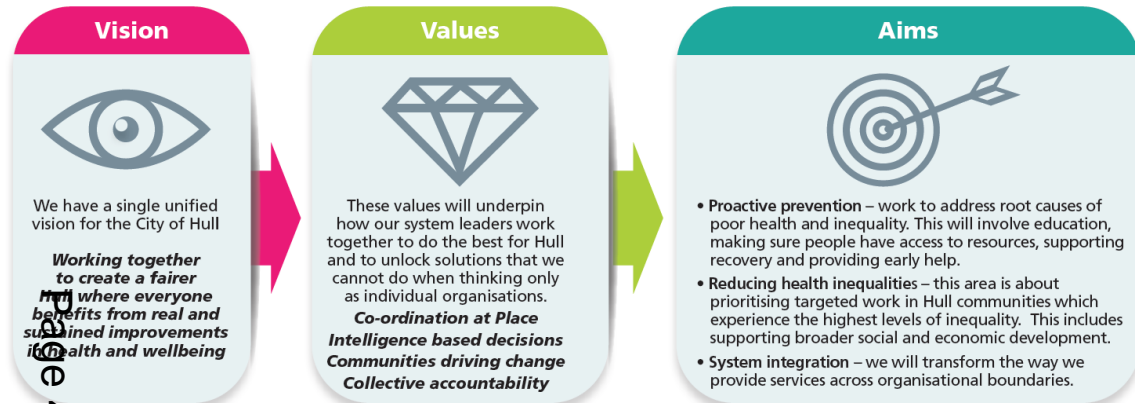 Vision
We have a single unified
vision for the City of Hull
Working together
to create a fairer
Hull where everyone
benefits from real and
sustained improvements
in health and wellbeing
Page
Values
These values will underpin
how our system leaders work
together to do the best for Hull
and to unlock solutions that we
cannot do when thinking only
as individual organisations.
Co-ordination at Place
Intelligence based decisions
Communities driving change
Collective accountability
Aims
• Proactive prevention – work to address root causes of
poor health and inequality. This will involve education,
making sure people have access to resources, supporting
recovery and providing early help.
• Reducing health inequalities – this area is about
prioritising targeted work in Hull communities which
experience the highest levels of inequality.  This includes
supporting broader social and economic development.
• System integration – we will transform the way we
provide services across organisational boundaries.